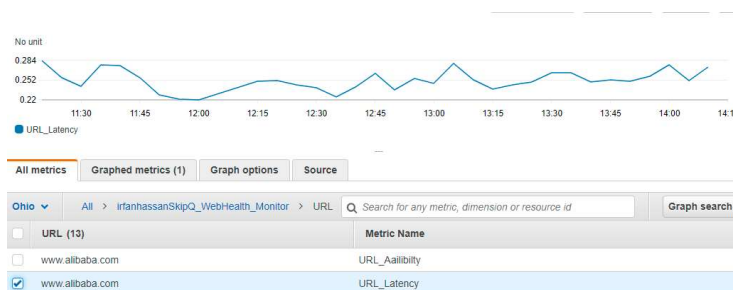 No unit
0.284
0.252
0.22
11:30 11:45 12:00 12:15 12:30 12:45 13:00 13:15 13:30 13:45 14:00 14:1
URL_Latency
All metrics Graphed metrics (1) Graph options Source
Ohio All > irfanhassanSkipQ_WebHealth_Monitor > URL Search for any metric, dimension or resource id Graph search
URL (13) Metric Name
www.alibaba.com URL_Aailibilty
www.alibaba.com URL_Latency